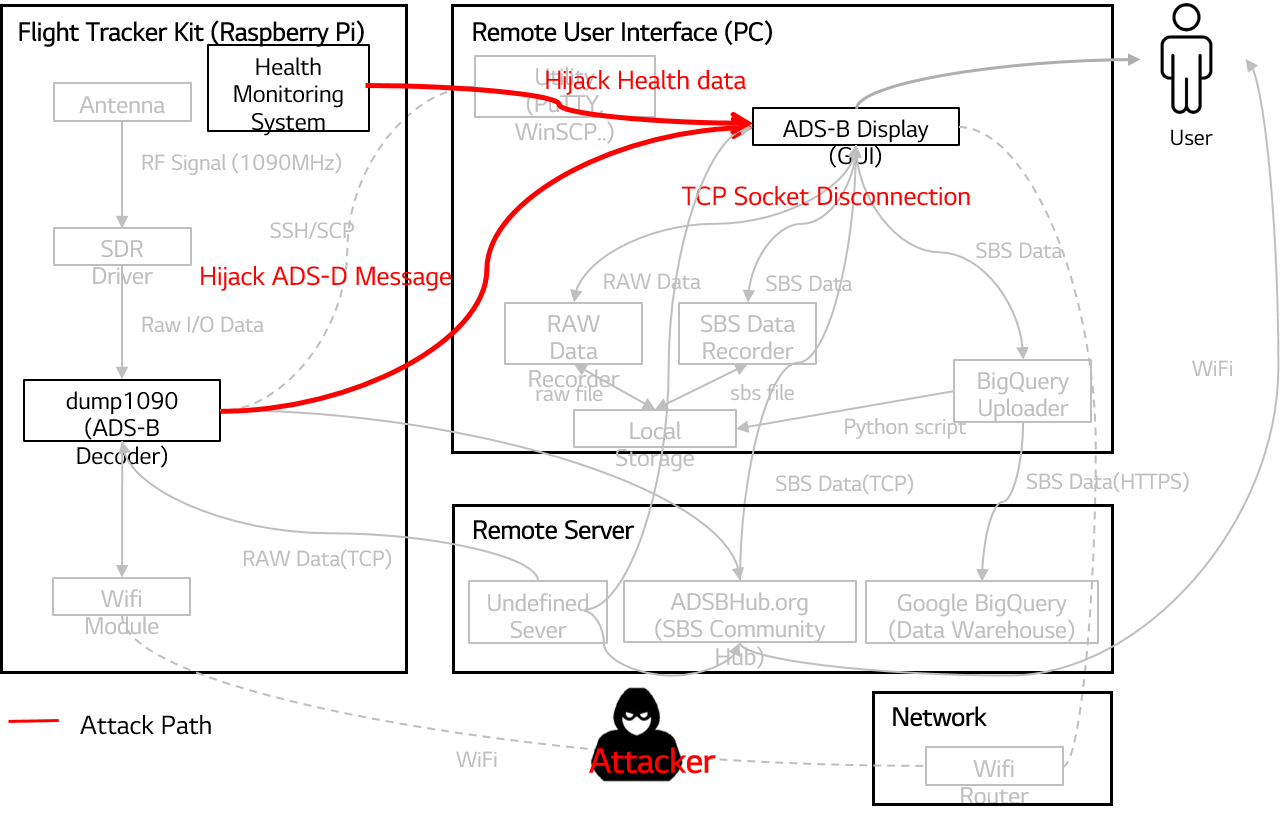 Flight Tracker Kit (Raspberry Pi)
Health
Monitoring
System
Antenna
RF Signal (1090MHz)
SDR
Driver
SSH/SCP
Hijack ADS-D Message
Raw I/O Data
dump1090
(ADS-B
Decoder)
RAW Data(TCP)
Wifi
Module
Remote User Interface (PC)
Utility
(PuTTY,
WinSCP..)
Hijack Health data
ADS-B Display
(GUI)
TCP Socket Disconnection
RAW Data
SBS Data
SBS Data
RAW
Data
Recorder
SBS Data
Recorder
raw file
sbs file
BigQuery
Uploader
Local
Storage
Python script
SBS Data(TCP)
SBS Data(HTTPS)
User
WiFi
Remote Server
Undefined
Sever
ADSBHub.org
(SBS Community
Hub)
Google BigQuery
(Data Warehouse)
Attack Path
WiFi
Attacker
Network
Wifi
Router